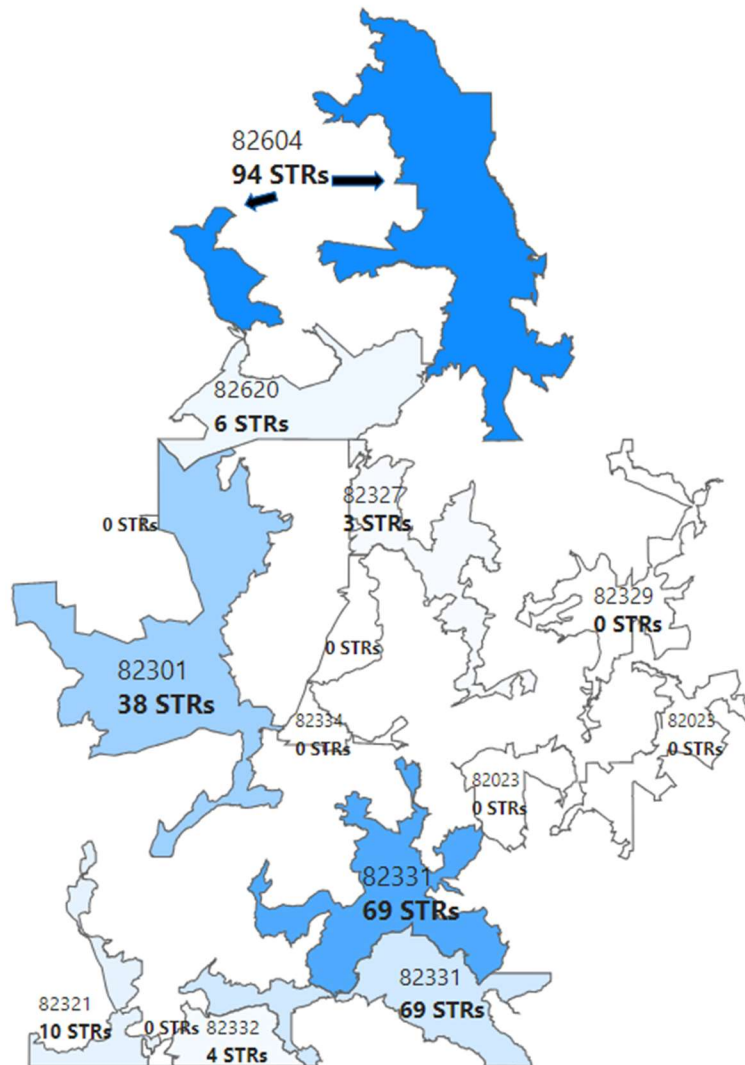 82604
94 STRs
82620
6 STRs
82327
3 STRs
0 STRs
82329
0 STRs
0 STRs
82301
38 STRs
82334
0 STRs
82023
0 STRs
82023
0 STRs
82331
69 STRs
82331
69 STRs
82321
10 STRs
0 STRs
82332
4 STRs